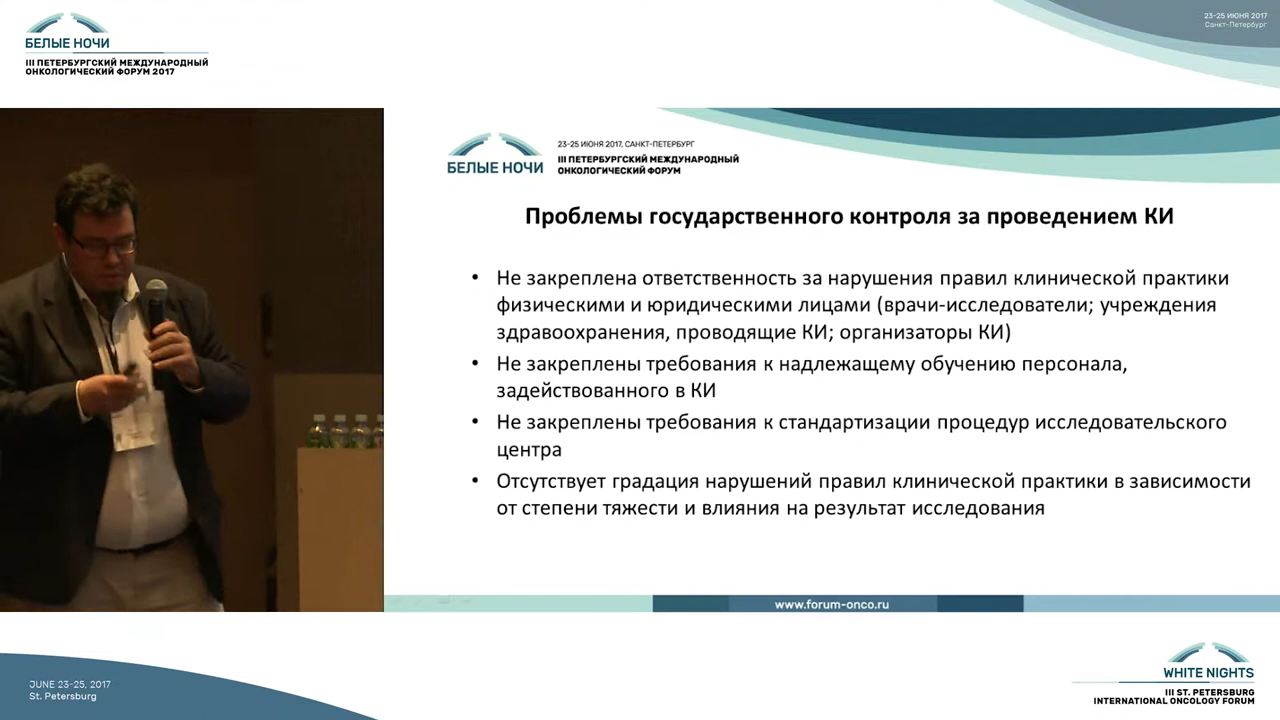 БЕЛЫЕ НОЧИ
III ПЕТЕРБУРГСКИЙ МЕЖДУНАРОДНЫЙ
ОНКОЛОГИЧЕСКИЙ ФОРУМ 2017
23-25 ИЮНЯ 2017
Санкт-Петербург
БЕЛЫЕ НОЧИ
23-25 ИЮНЯ 2017, САНКТ-ПЕТЕРБУРГ
III ПЕТЕРБУРГСКИЙ МЕЖДУНАРОДНЫЙ
ОНКОЛОГИЧЕСКИЙ ФОРУМ
Проблемы государственного контроля за проведением КИ
• Не закреплена ответственность за нарушения правил клинической практики
физическими и юридическими лицами (врачи-исследователи; учреждения
здравоохранения, проводящие КИ; организаторы КИ)
• Не закреплены требования к надлежащему обучению персонала,
задействованного в КИ
• Не закреплены требования к стандартизации процедур исследовательского
центра
• Отсутствует градация нарушений правил клинической практики в зависимости
от степени тяжести и влияния на результат исследования
www.forum-onco.ru
JUNE 23-25, 2017
St. Petersburg
WHITE NIGHTS
III ST. PETERSBURG
INTERNATIONAL ONCOLOGY FORUM